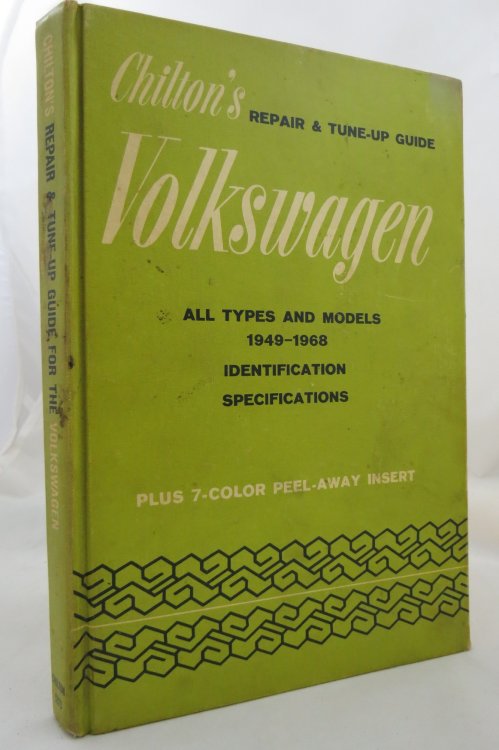 Chilton's
REPAIR & TUNE-UP GUIDE
Volkswagen
ALL TYPES AND MODELS
1949-1968
IDENTIFICATION
SPECIFICATIONS
PLUS 7-COLOR PEEL-AWAY INSERT
CHILTON'S REPAIR & TUNE-UP GUIDE FOR THE VOLKSWAGEN